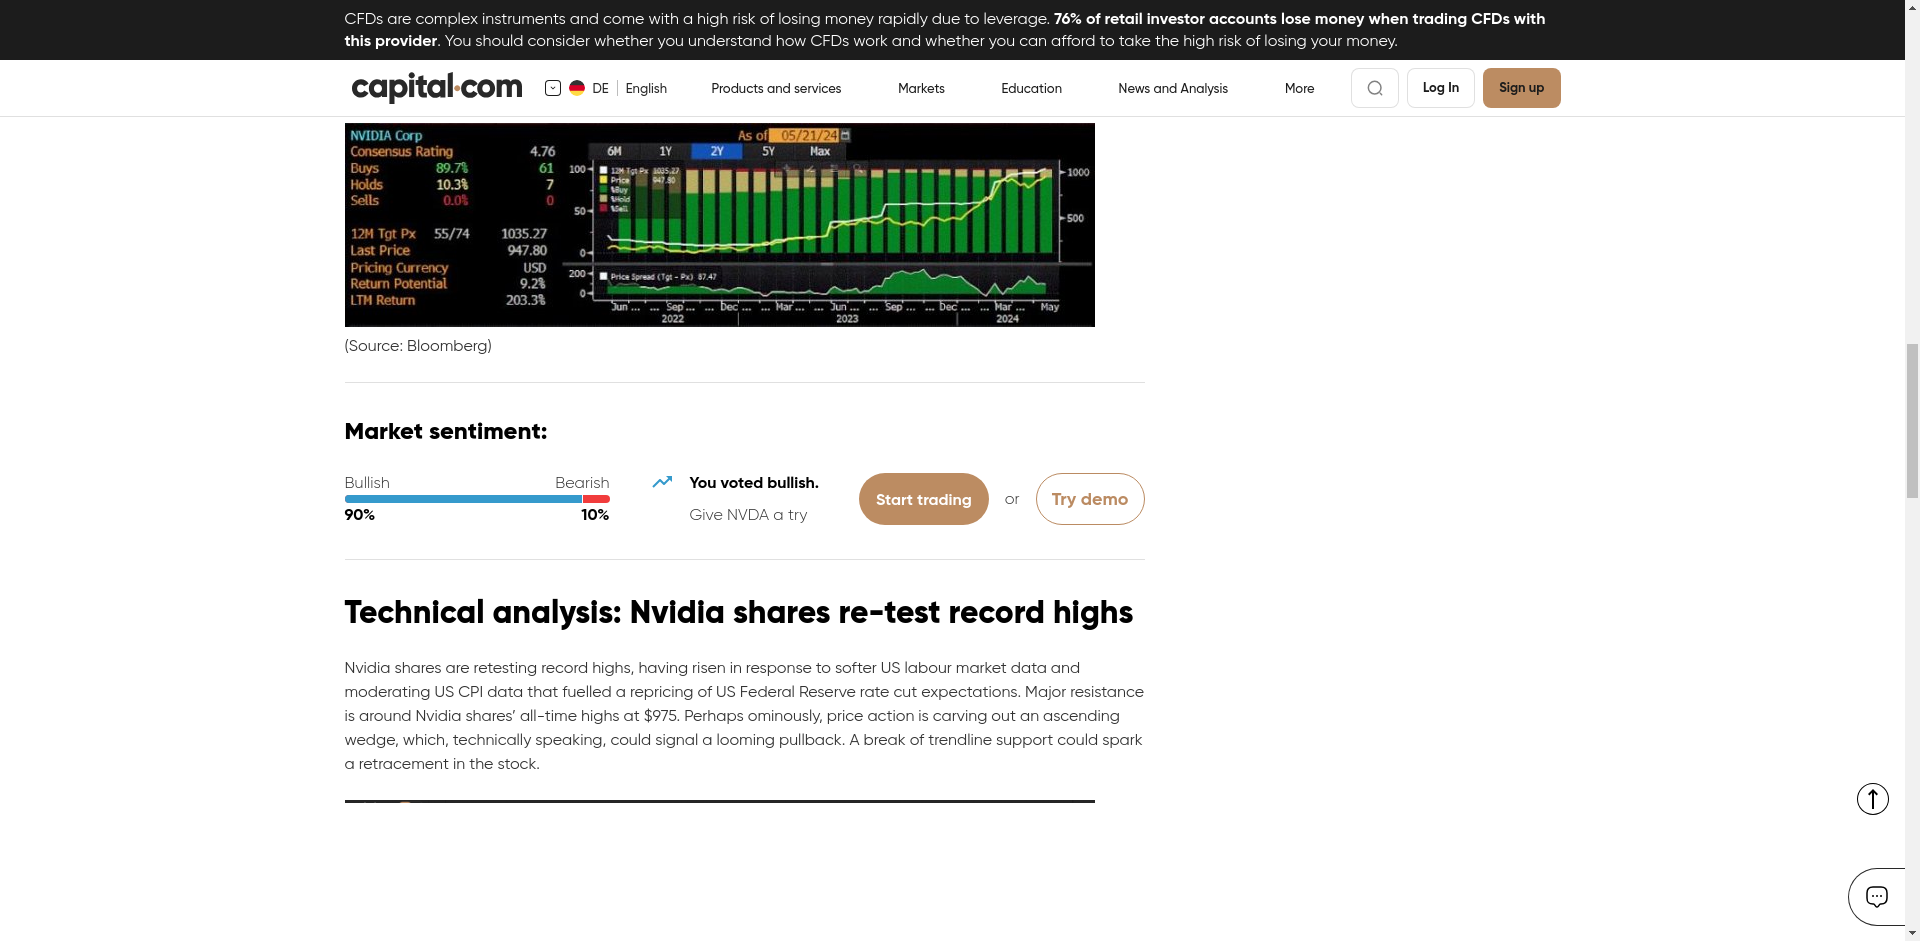 CFDs are complex instruments and come with a high risk of losing money rapidly due to leverage. 76% of retail investor accounts lose money when trading CFDs with
this provider. You should consider whether you understand how CFDs work and whether you can afford to take the high risk of losing your money.
capital.com
DE | English
Products and services
Markets
Education
News and Analysis
More
Log In
Sign up
NVIDIA Corp
Consensus Rating 4.76
Buys 89.7% 61
Holds 10.3% 7
Sells 0.0% 0
12M Tgt Px 55/74 1035.27
Last Price 947.80
Pricing Currency USD
Return Potential 9.2%
LTM Return 203.3%
As of 05/21/24
6M 1Y 2Y 5Y Max
12M Tgt Px 1035.27
Price 947.80
%Buy
%Hold
%Sell
100
50
0
1000
500
200
0
Price Spread (Tgt - Px) 87.47
Jun ... ... Sep ... ... Dec ... ... Mar ... ... Jun ... ... Sep ... ... Dec ... ... Mar ... May
2022 2023 2024
(Source: Bloomberg)
Market sentiment:
Bullish Bearish
90% 10%
You voted bullish.
Give NVDA a try
Start trading
or
Try demo
Technical analysis: Nvidia shares re-test record highs
Nvidia shares are retesting record highs, having risen in response to softer US labour market data and
moderating US CPI data that fuelled a repricing of US Federal Reserve rate cut expectations. Major resistance
is around Nvidia shares’ all-time highs at $975. Perhaps ominously, price action is carving out an ascending
wedge, which, technically speaking, could signal a looming pullback. A break of trendline support could spark
a retracement in the stock.